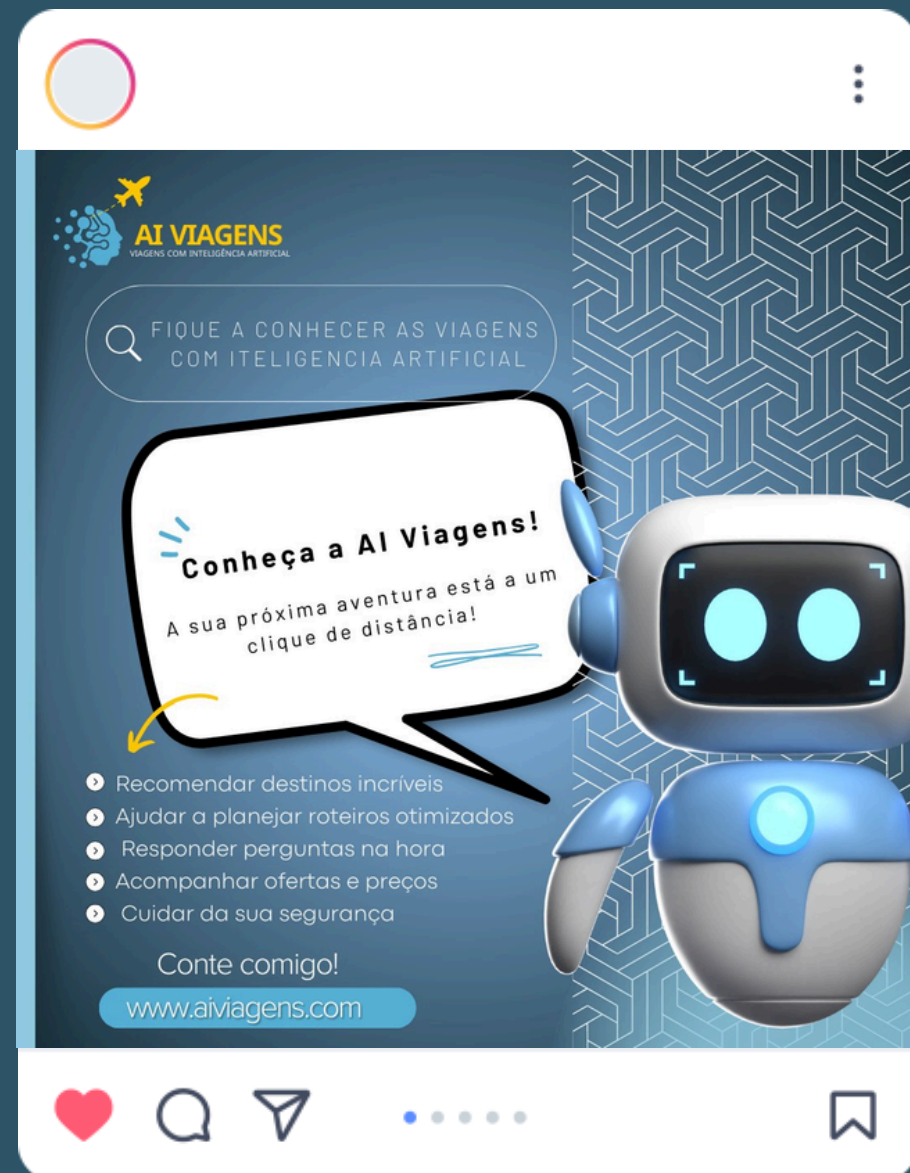 AI VIAGENS
VIAGENS COM INTELIGÊNCIA ARTIFICIAL
FIQUE A CONHECER AS VIAGENS
COM ITELIGENCIA ARTIFICIAL
Conheça a AI Viagens!
A sua próxima aventura está a um
clique de distância!
Recomendar destinos incríveis
Ajudar a planejar roteiros otimizados
Responder perguntas na hora
Acompanhar ofertas e preços
Cuidar da sua segurança
Conte comigo!
www.aiviagens.com